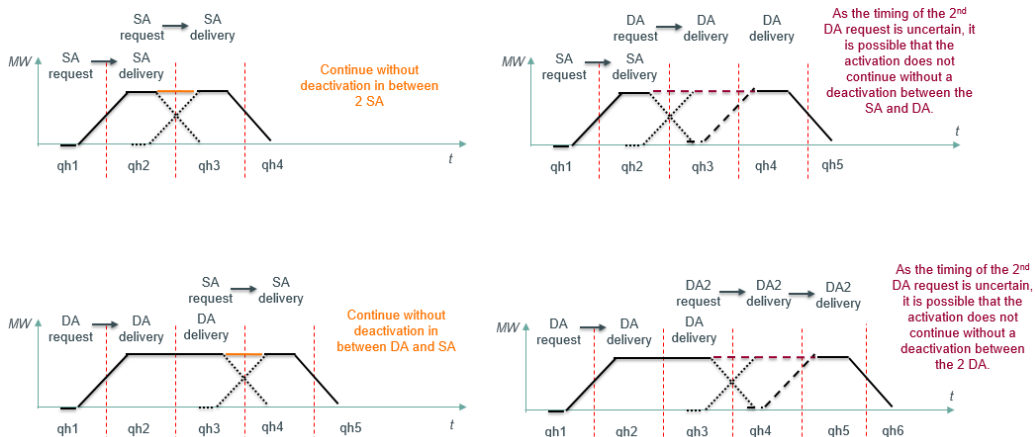 SA
request
SA
delivery
MW
SA
request
SA
delivery
Continue without
deactivation in between
2 SA
t
qh1
qh2
qh3
qh4
DA
request
DA
delivery
DA
delivery
As the timing of the 2nd
DA request is uncertain, it
is possible that the
activation does not
continue without a
deactivation between the
SA and DA.
MW
SA
request
SA
delivery
t
qh1
qh2
qh3
qh4
qh5
SA
request
SA
delivery
MW
DA
request
DA
delivery
DA
delivery
Continue without
deactivation in
between DA and SA
t
qh1
qh2
qh3
qh4
qh5
DA2
request
DA2
delivery
DA2
delivery
As the timing of the 2nd
DA request is uncertain,
it is possible that the
activation does not
continue without a
deactivation between
the 2 DA.
MW
DA
request
DA
delivery
DA
delivery
t
qh1
qh2
qh3
qh4
qh5
qh6